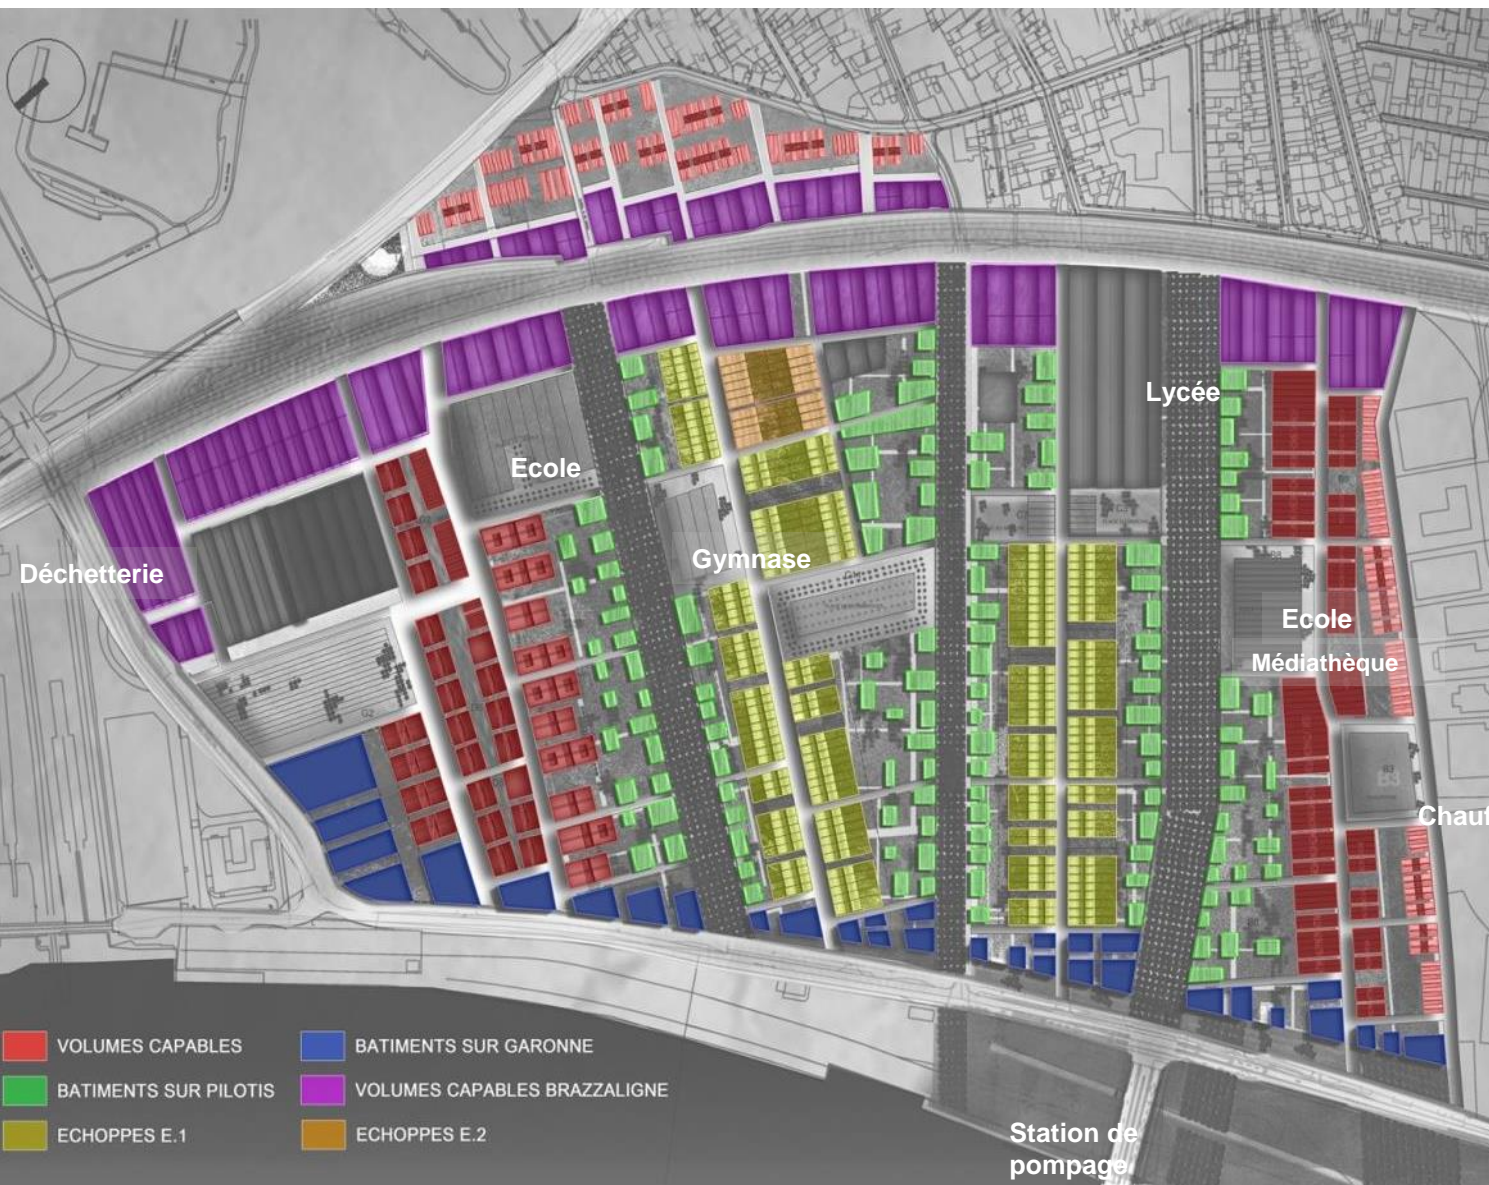 Lycée
Ecole
Gymnase
Déchetterie
Ecole
Médiathèque
G2
Chauf
VOLUMES CAPABLES
BATIMENTS SUR GARONNE
BATIMENTS SUR PILOTIS
VOLUMES CAPABLES BRAZZALIGNE
ECHOPPES E.1
ECHOPPES E.2
Station de
pompage